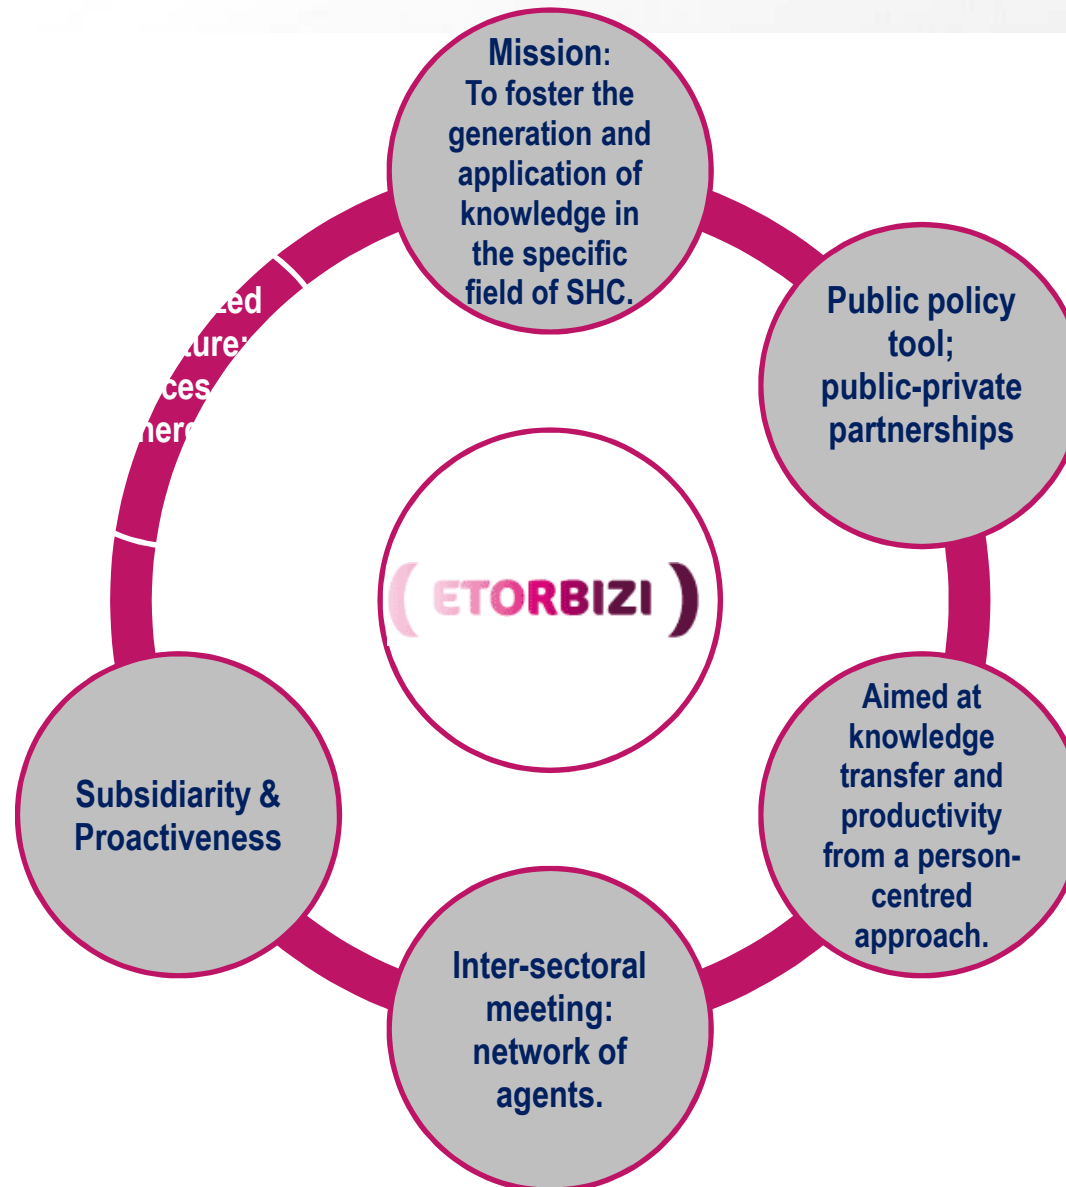 Mission:
To foster the
generation and
application of
knowledge in
the specific
field of SHC.
Public policy
tool;
public-private
partnerships
( ETORBIZI )
Aimed at
knowledge
transfer and
productivity
from a person-
centred
approach.
Inter-sectoral
meeting:
network of
agents.
Subsidiarity &
Proactiveness